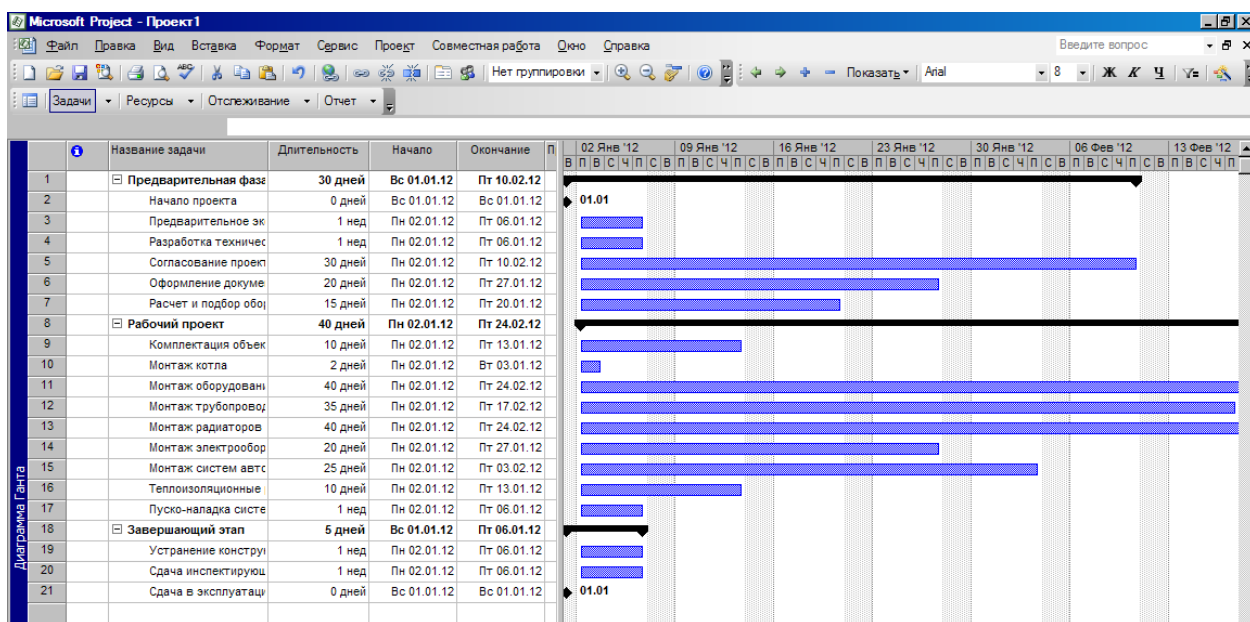 Microsoft Project - Проект1
Файл Правка Вид Вставка Формат Сервис Проект Совместная работа Окно Справка Введите вопрос
Нет группировки Показать Arial 8 Ж К Ч
Задачи Ресурсы Отслеживание Отчет
Название задачи Длительность Начало Окончание П 02 Янв '12 09 Янв '12 16 Янв '12 23 Янв '12 30 Янв '12 06 Фев '12 13 Фев '12
В П В С Ч П С В П В С Ч П С В П В С Ч П С В П В С Ч П С В П В С Ч П С В П В С Ч П С В П В С Ч П
1 Предварительная фаза 30 дней Вс 01.01.12 Пт 10.02.12
2 Начало проекта 0 дней Вс 01.01.12 Вс 01.01.12 01.01
3 Предварительное эк 1 нед Пн 02.01.12 Пт 06.01.12
4 Разработка техничес 1 нед Пн 02.01.12 Пт 06.01.12
5 Согласование проект 30 дней Пн 02.01.12 Пт 10.02.12
6 Оформление докуме 20 дней Пн 02.01.12 Пт 27.01.12
7 Расчет и подбор обо 15 дней Пн 02.01.12 Пт 20.01.12
8 Рабочий проект 40 дней Пн 02.01.12 Пт 24.02.12
9 Комплектация объек 10 дней Пн 02.01.12 Пт 13.01.12
10 Монтаж котла 2 дней Пн 02.01.12 Вт 03.01.12
11 Монтаж оборудован 40 дней Пн 02.01.12 Пт 24.02.12
12 Монтаж трубопровод 35 дней Пн 02.01.12 Пт 17.02.12
13 Монтаж радиаторов 40 дней Пн 02.01.12 Пт 24.02.12
14 Монтаж электрообор 20 дней Пн 02.01.12 Пт 27.01.12
15 Монтаж систем авто 25 дней Пн 02.01.12 Пт 03.02.12
16 Теплоизоляционные 10 дней Пн 02.01.12 Пт 13.01.12
17 Пуско-наладка систе 1 нед Пн 02.01.12 Пт 06.01.12
18 Завершающий этап 5 дней Вс 01.01.12 Пт 06.01.12
19 Устранение констру 1 нед Пн 02.01.12 Пт 06.01.12
20 Сдача инспектирующ 1 нед Пн 02.01.12 Пт 06.01.12
21 Сдача в эксплуатаци 0 дней Вс 01.01.12 Вс 01.01.12 01.01
Диаграмма Ганта